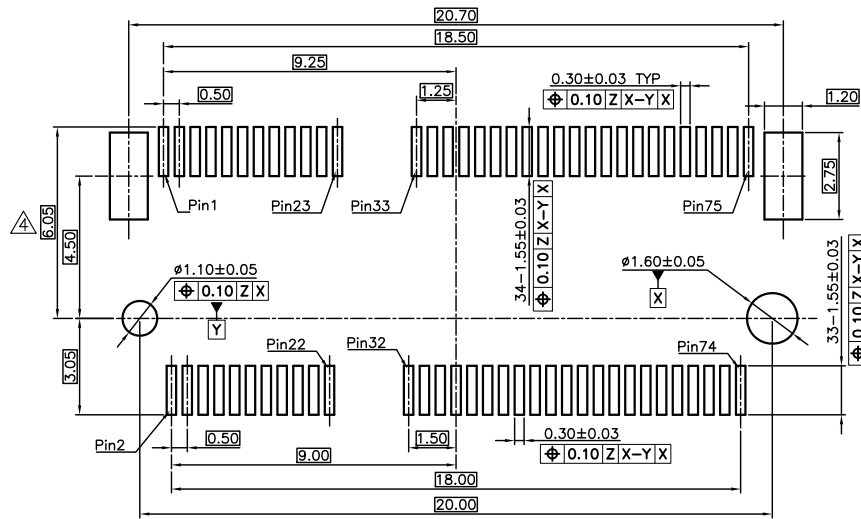 20.70
18.50
9.25
0.50
1.25
0.30±0.03 TYP
⌖ 0.10 Z X-Y X
1.20
2.75
Pin1
Pin23
Pin33
Pin75
4
6.05
4.50
34-1.55±0.03
⌖ 0.10 Z X-Y X
33-1.55±0.03
⌖ 0.10 Z X-Y X
ø1.10±0.05
⌖ 0.10 Z X
Y
ø1.60±0.05
X
3.05
Pin22
Pin32
Pin74
Pin2
0.50
1.50
0.30±0.03
⌖ 0.10 Z X-Y X
9.00
18.00
20.00